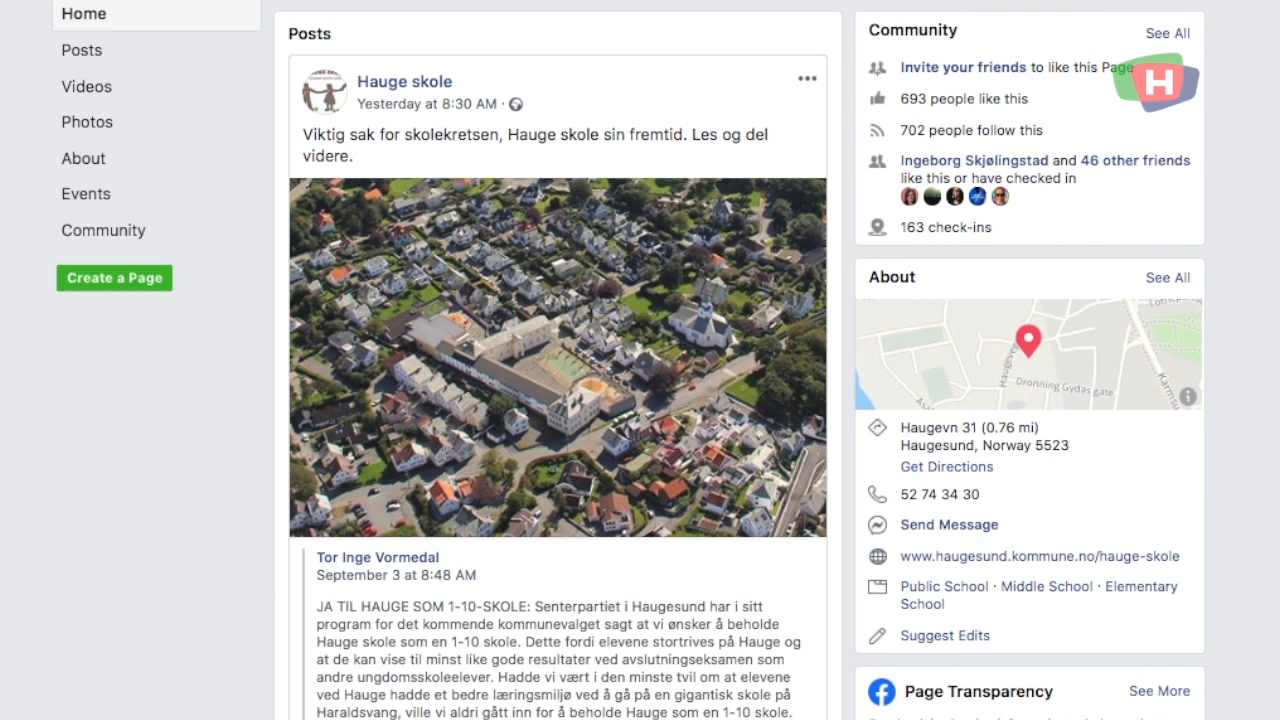 Home
Posts
Videos
Photos
About
Events
Community
Create a Page
Posts
Hauge skole
Yesterday at 8:30 AM ·
Viktig sak for skolekretsen, Hauge skole sin fremtid. Les og del
videre.
Tor Inge Vormedal
September 3 at 8:48 AM
JA TIL HAUGE SOM 1-10-SKOLE: Senterpartiet i Haugesund har i sitt
program for det kommende kommunevalget sagt at vi ønsker å beholde
Hauge skole som en 1-10 skole. Dette fordi elevene stortrives på Hauge og
at de kan vise til minst like gode resultater ved avslutningseksamen som
andre ungdomsskoleelever. Hadde vi vært i den minste tvil om at elevene
ved Hauge hadde et bedre læringsmiljø ved å gå på en gigantisk skole på
Haraldsvang, ville vi aldri gått inn for å beholde Hauge som en 1-10 skole.
Community
See All
Invite your friends to like this Page
H
693 people like this
702 people follow this
Ingeborg Skjølingstad and 46 other friends
like this or have checked in
163 check-ins
About
See All
Haugeveg
Dronning Gydas gate
Karmsu
Asa
Haugevn 31 (0.76 mi)
Haugesund, Norway 5523
Get Directions
52 74 34 30
Send Message
www.haugesund.kommune.no/hauge-skole
Public School · Middle School · Elementary
School
Suggest Edits
Page Transparency
See More